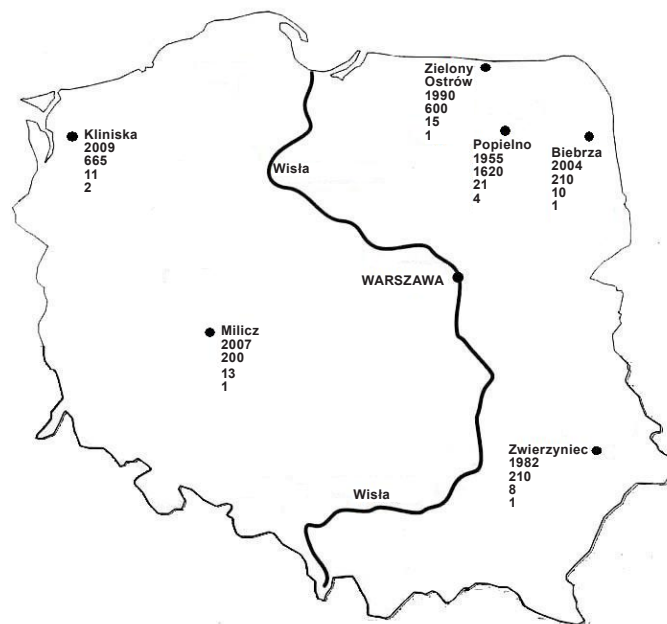 Zielony
Ostrów
1990
600
15
1
Kliniska
2009
665
11
2
Popielno
1955
1620
21
4
Biebrza
2004
210
10
1
Wisła
WARSZAWA
Milicz
2007
200
13
1
Zwierzyniec
1982
210
8
1
Wisła